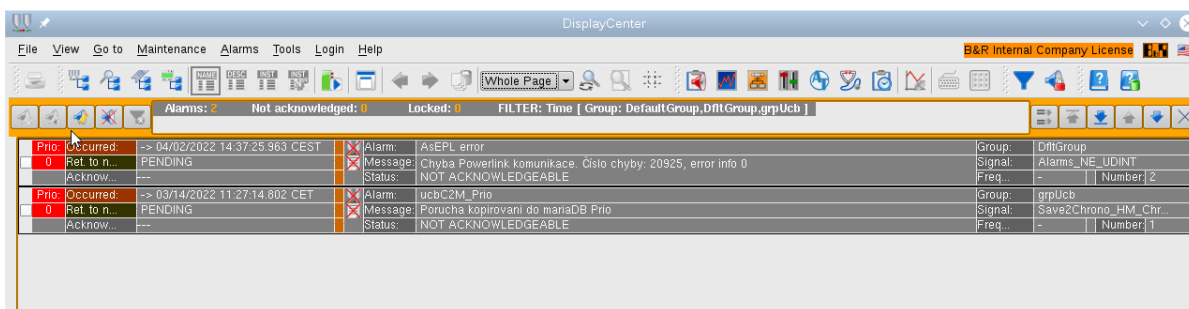 DisplayCenter
File View Go to Maintenance Alarms Tools Login Help
B&R Internal Company License
NAME DESC INST INST Whole Page
Alarms: 2 Not acknowledged: 0 Locked: 0 FILTER: Time [ Group: DefaultGroup,DfltGroup,grpUcb ]
Prio: Occurred: -> 04/02/2022 14:37:25.963 CEST Alarm: AsEPL error Group: DfltGroup
0 Ret. to n... PENDING Message: Chyba Powerlink komunikace. Číslo chyby: 20925, error info 0 Signal: Alarms_NE_UDINT
Acknow... --- Status: NOT ACKNOWLEDGEABLE Freq... - Number: 2
Prio: Occurred: -> 03/14/2022 11:27:14.802 CET Alarm: ucbC2M_Prio Group: grpUcb
0 Ret. to n... PENDING Message: Porucha kopirovani do mariaDB Prio Signal: Save2Chrono_HM_Chr...
Acknow... --- Status: NOT ACKNOWLEDGEABLE Freq... - Number: 1